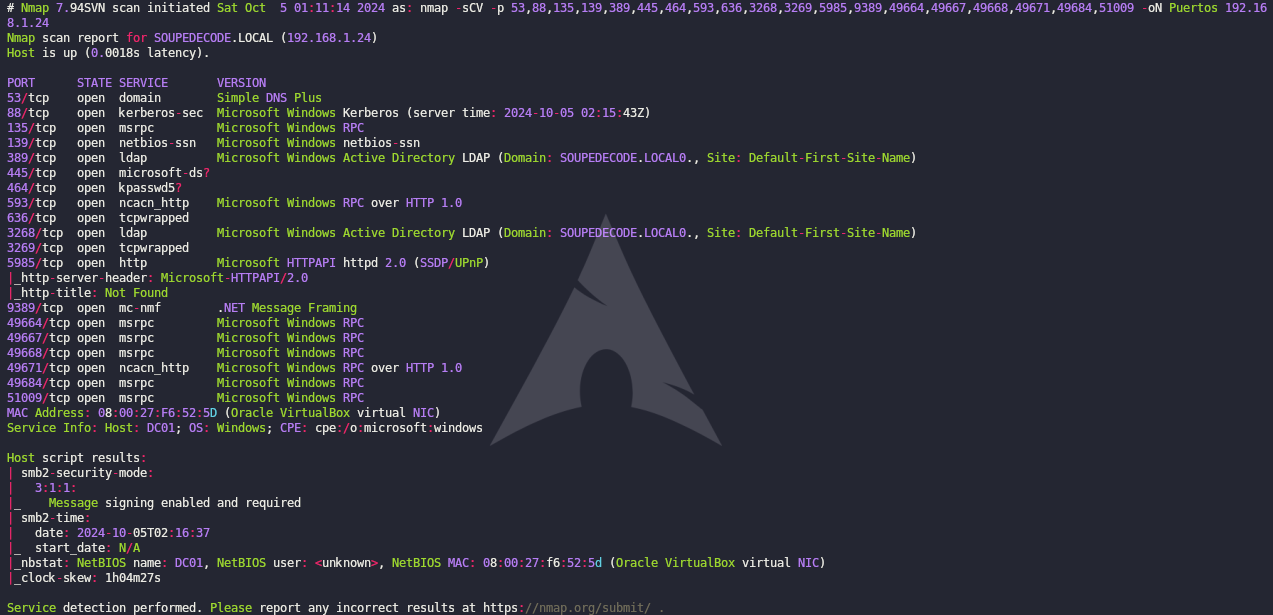 # Nmap 7.94SVN scan initiated Sat Oct  5 01:11:14 2024 as: nmap -sCV -p 53,88,135,139,389,445,464,593,636,3268,3269,5985,9389,49664,49667,49668,49671,49684,51009 -oN Puertos 192.16
8.1.24
Nmap scan report for SOUPEDECODE.LOCAL (192.168.1.24)
Host is up (0.0018s latency).
PORT      STATE SERVICE       VERSION
53/tcp    open  domain        Simple DNS Plus
88/tcp    open  kerberos-sec  Microsoft Windows Kerberos (server time: 2024-10-05 02:15:43Z)
135/tcp   open  msrpc         Microsoft Windows RPC
139/tcp   open  netbios-ssn   Microsoft Windows netbios-ssn
389/tcp   open  ldap          Microsoft Windows Active Directory LDAP (Domain: SOUPEDECODE.LOCAL0., Site: Default-First-Site-Name)
445/tcp   open  microsoft-ds?
464/tcp   open  kpasswd5?
593/tcp   open  ncacn_http    Microsoft Windows RPC over HTTP 1.0
636/tcp   open  tcpwrapped
3268/tcp  open  ldap          Microsoft Windows Active Directory LDAP (Domain: SOUPEDECODE.LOCAL0., Site: Default-First-Site-Name)
3269/tcp  open  tcpwrapped
5985/tcp  open  http          Microsoft HTTPAPI httpd 2.0 (SSDP/UPnP)
|_http-server-header: Microsoft-HTTPAPI/2.0
|_http-title: Not Found
9389/tcp  open  mc-nmf        .NET Message Framing
49664/tcp open  msrpc         Microsoft Windows RPC
49667/tcp open  msrpc         Microsoft Windows RPC
49668/tcp open  msrpc         Microsoft Windows RPC
49671/tcp open  ncacn_http    Microsoft Windows RPC over HTTP 1.0
49684/tcp open  msrpc         Microsoft Windows RPC
51009/tcp open  msrpc         Microsoft Windows RPC
MAC Address: 08:00:27:F6:52:5D (Oracle VirtualBox virtual NIC)
Service Info: Host: DC01; OS: Windows; CPE: cpe:/o:microsoft:windows
Host script results:
| smb2-security-mode:
|   3:1:1:
|_    Message signing enabled and required
| smb2-time:
|   date: 2024-10-05T02:16:37
|_  start_date: N/A
|_nbstat: NetBIOS name: DC01, NetBIOS user: <unknown>, NetBIOS MAC: 08:00:27:f6:52:5d (Oracle VirtualBox virtual NIC)
|_clock-skew: 1h04m27s
Service detection performed. Please report any incorrect results at https://nmap.org/submit/ .